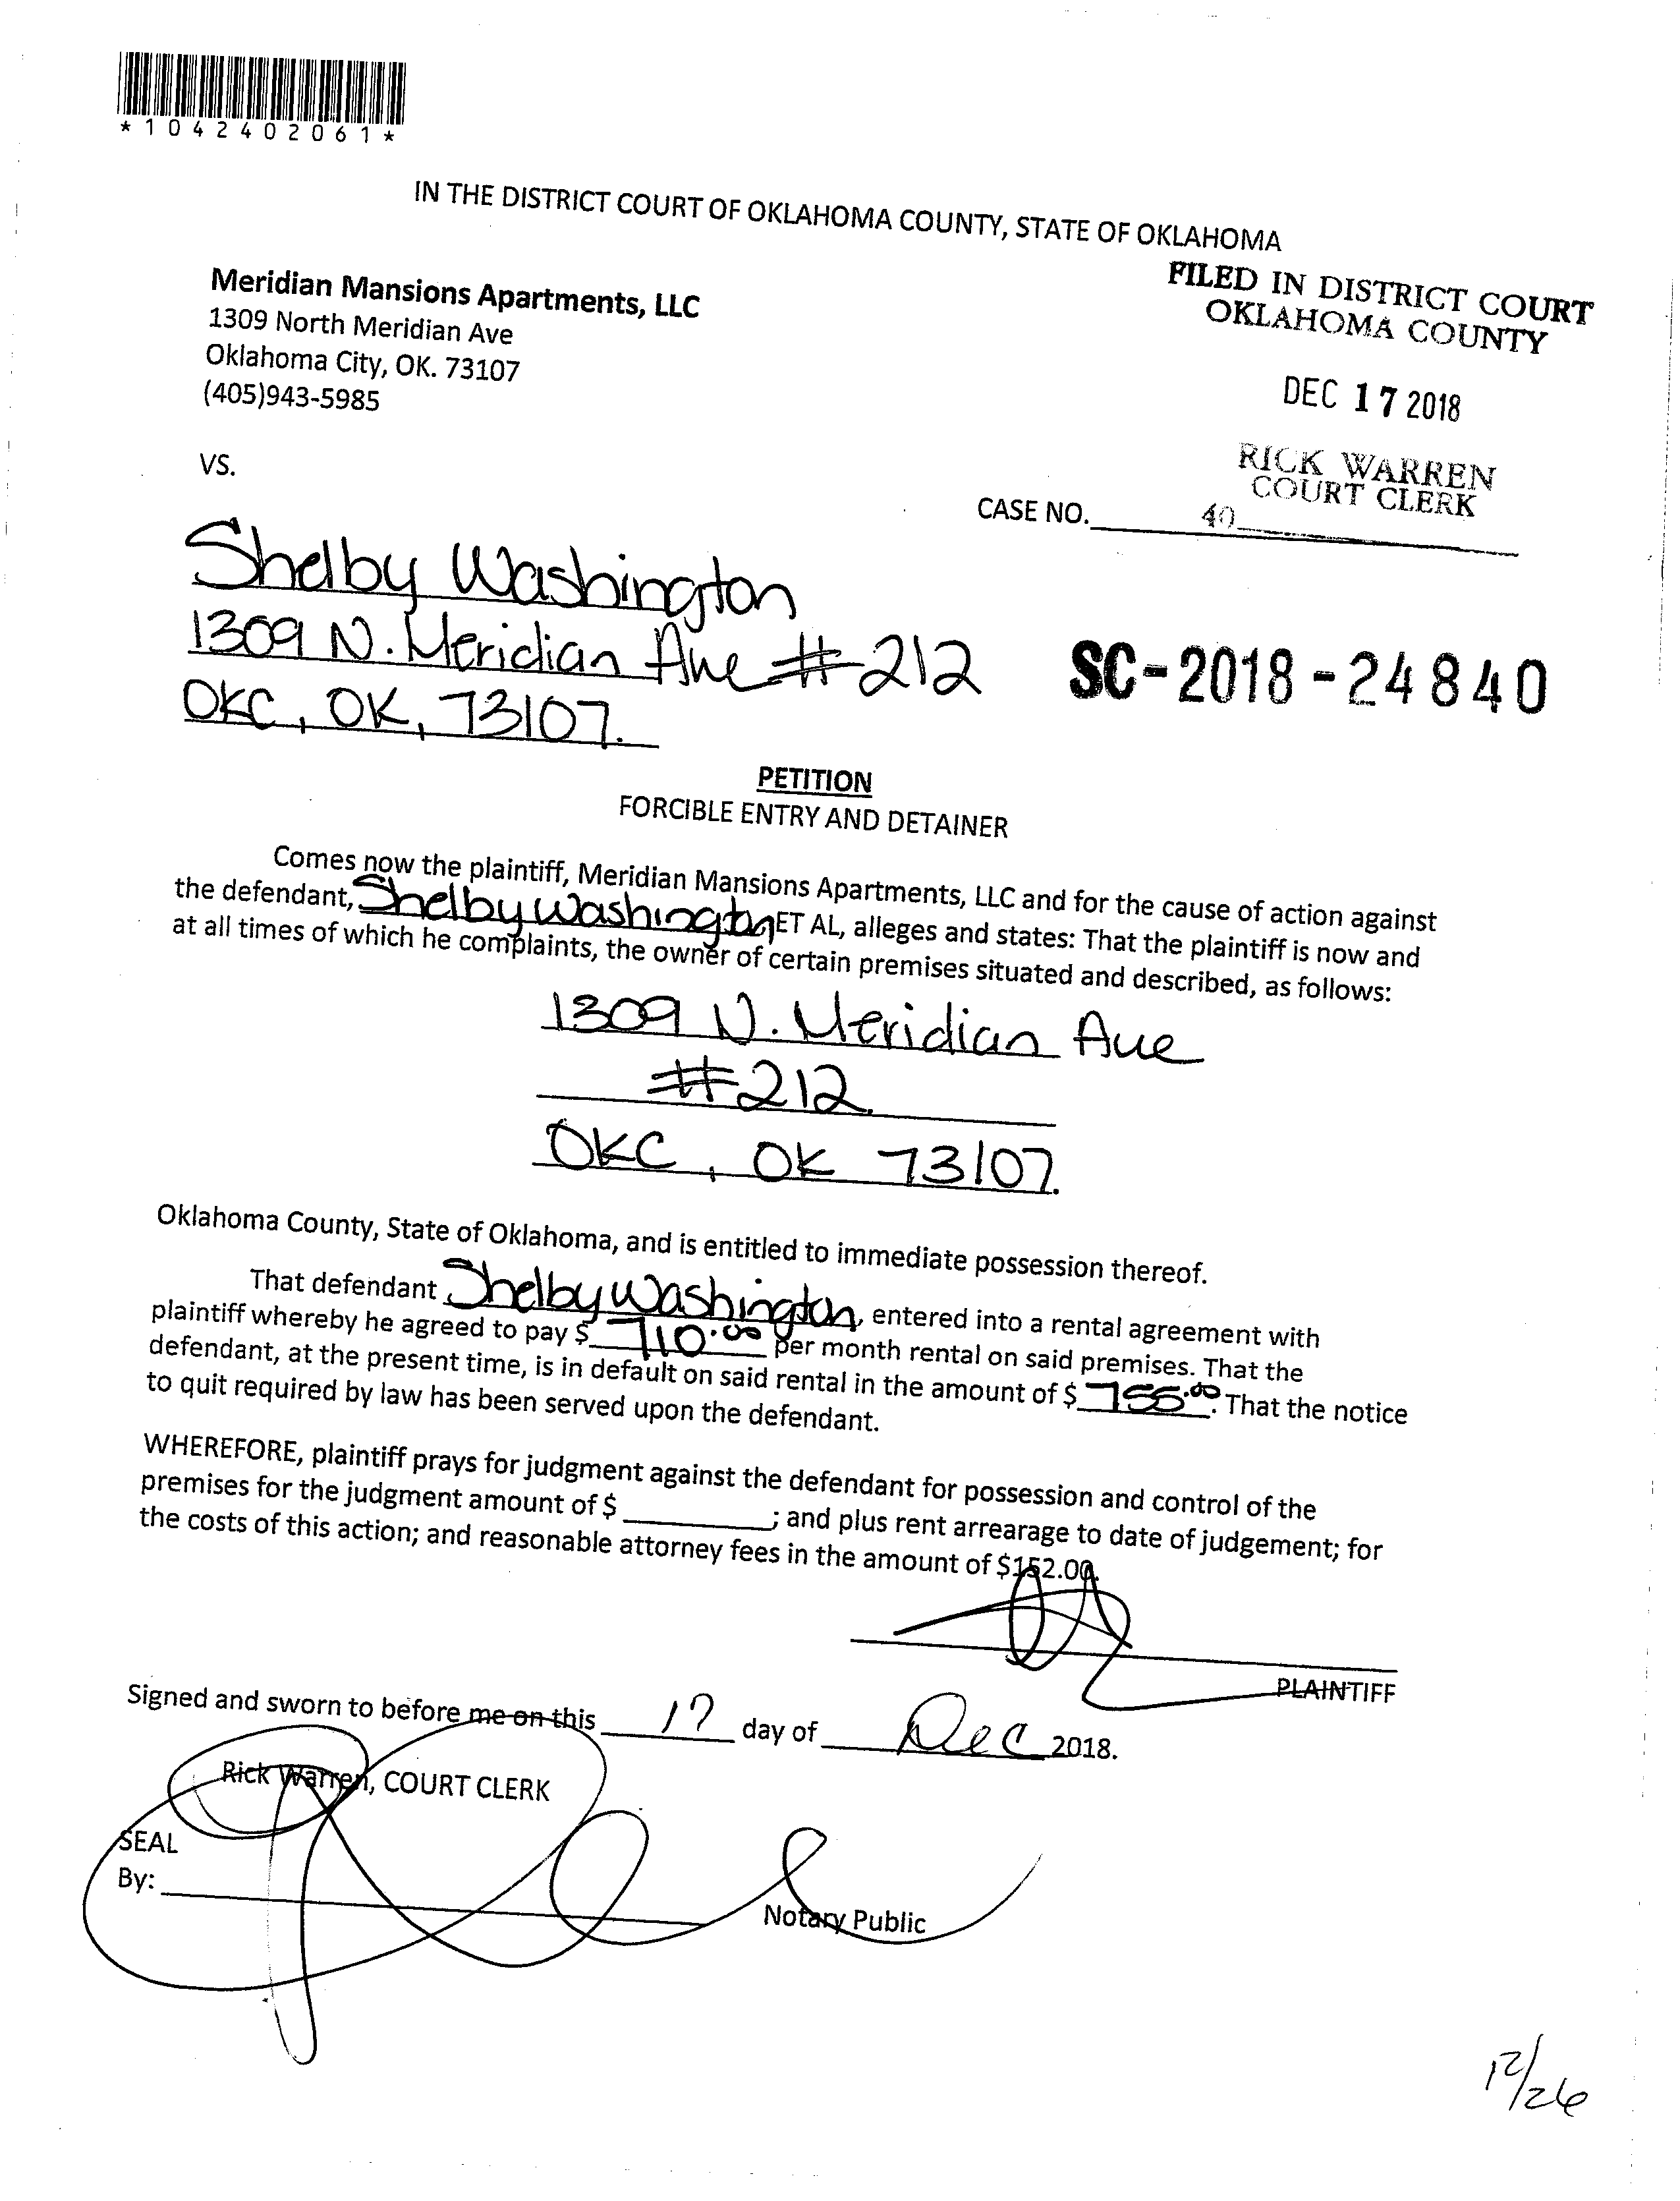 *1042402061*
IN THE DISTRICT COURT OF OKLAHOMA COUNTY, STATE OF OKLAHOMA
FILED IN DISTRICT COURT
OKLAHOMA COUNTY
DEC 17 2018
RICK WARREN
COURT CLERK
40
Meridian Mansions Apartments, LLC
1309 North Meridian Ave
Oklahoma City, OK. 73107
(405)943-5985
VS.
CASE NO.
Shelby Washington
1309 N. Meridian Ave #212
OKC, OK, 73107.
SC-2018-24840
PETITION
FORCIBLE ENTRY AND DETAINER
Comes now the plaintiff, Meridian Mansions Apartments, LLC and for the cause of action against
the defendant, Shelby Washington ET AL, alleges and states: That the plaintiff is now and
at all times of which he complaints, the owner of certain premises situated and described, as follows:
1309 N. Meridian Ave
#212
OKC, OK 73107.
Oklahoma County, State of Oklahoma, and is entitled to immediate possession thereof.
That defendant Shelby Washington, entered into a rental agreement with
plaintiff whereby he agreed to pay $ 710.00 per month rental on said premises. That the
defendant, at the present time, is in default on said rental in the amount of $ 755.00. That the notice
to quit required by law has been served upon the defendant.
WHEREFORE, plaintiff prays for judgment against the defendant for possession and control of the
premises for the judgment amount of $ ; and plus rent arrearage to date of judgement; for
the costs of this action; and reasonable attorney fees in the amount of $152.00.
PLAINTIFF
Signed and sworn to before me on this 17 day of Dec 2018.
Rick Warren, COURT CLERK
SEAL
By:
Notary Public
12/26